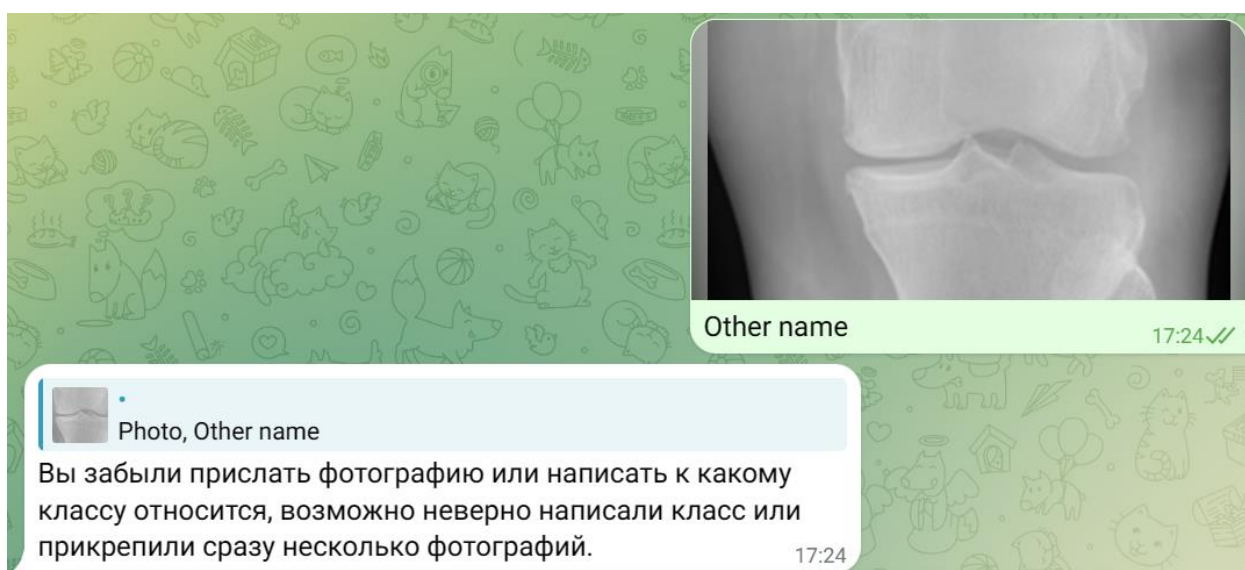 Other name
17:24
Photo, Other name
Вы забыли прислать фотографию или написать к какому
классу относится, возможно неверно написали класс или
прикрепили сразу несколько фотографий.
17:24